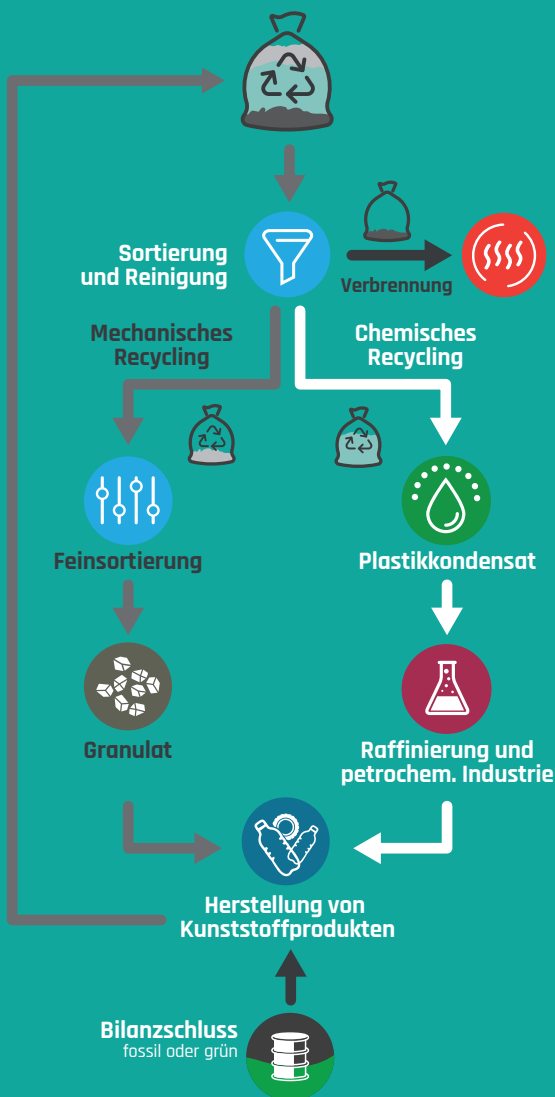 Sortierung
und Reinigung
Verbrennung
Mechanisches
Recycling
Chemisches
Recycling
Feinsortierung
Plastikkondensat
Granulat
Raffinierung und
petrochem. Industrie
Herstellung von
Kunststoffprodukten
Bilanzschluss
fossil oder grün